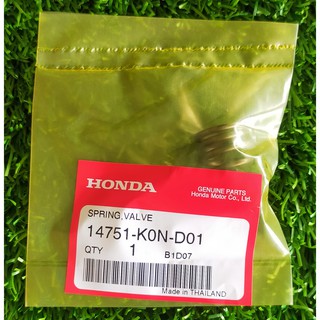 HONDA
GENUINE PARTS
Honda Motor Co., Ltd.
SPRING,VALVE
14751-K0N-D01
QTY 1 B1D07
Made in THAILAND